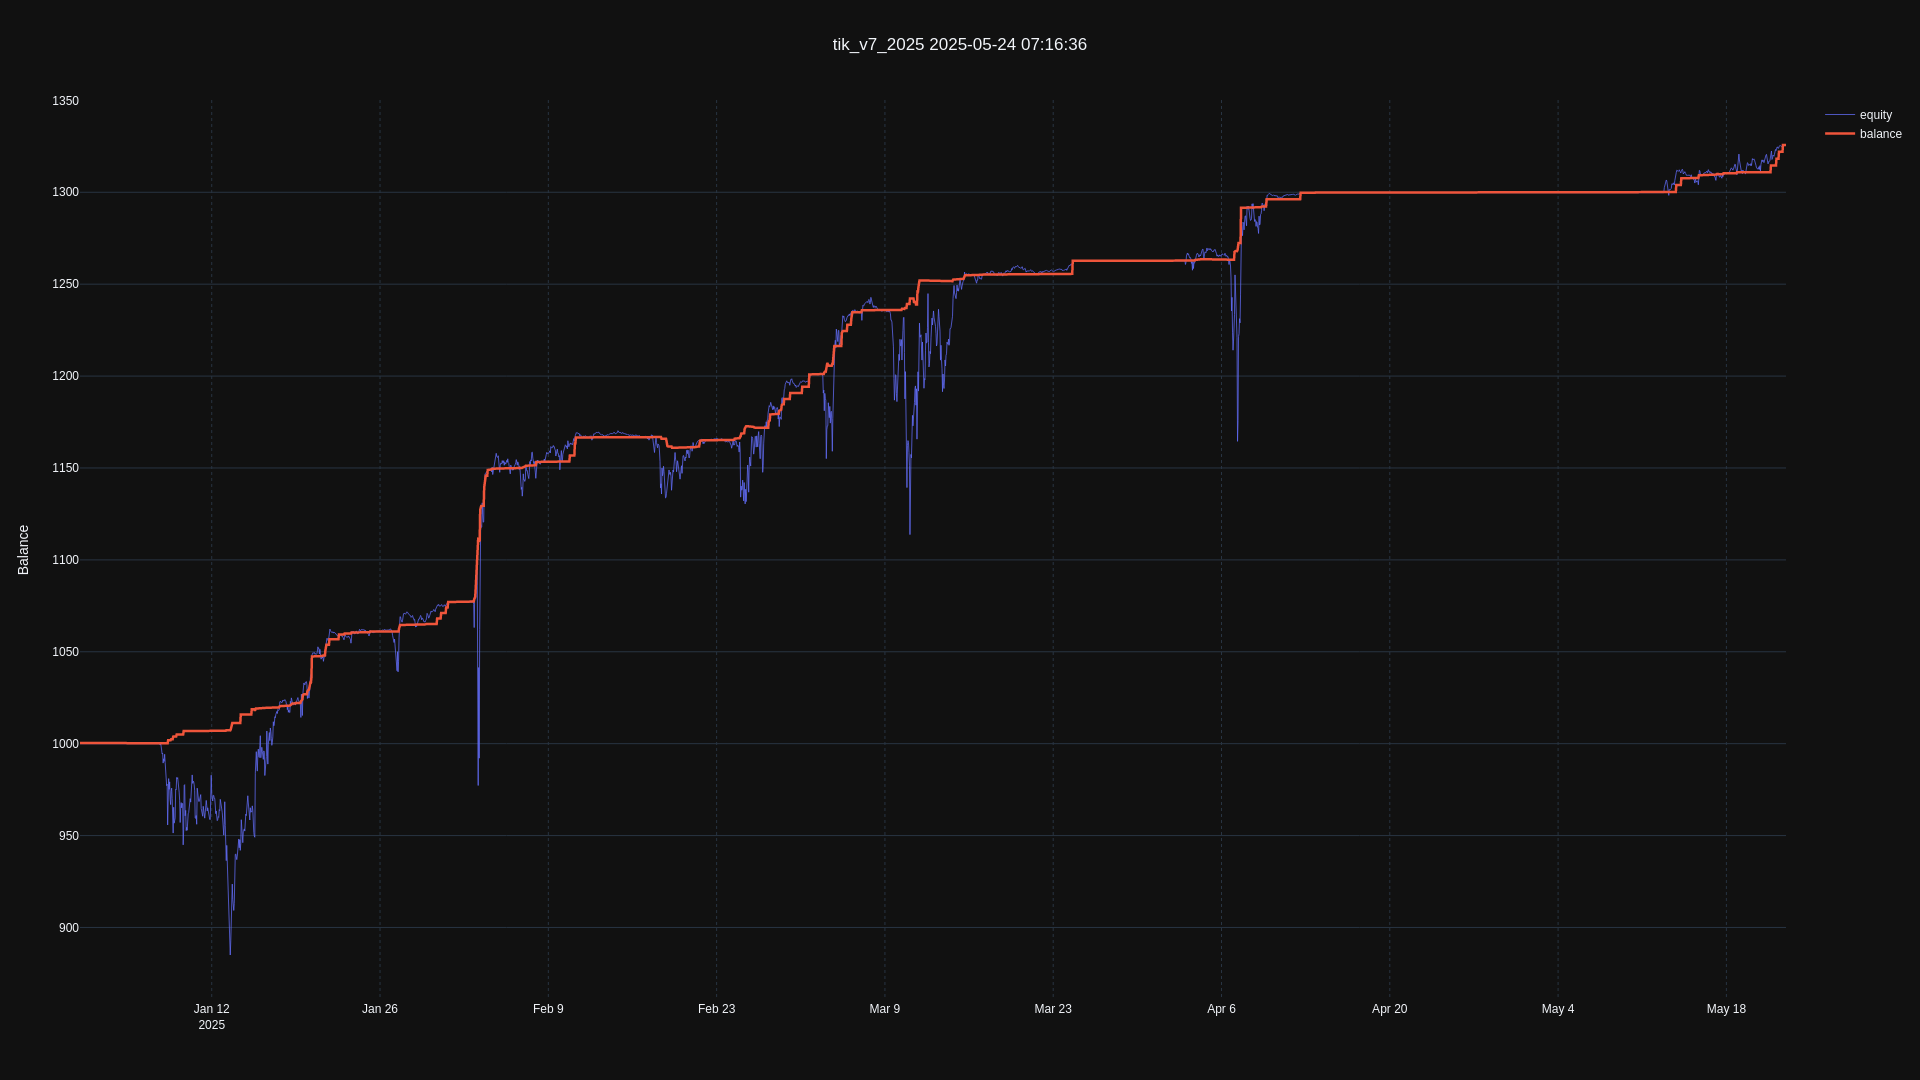 tik_v7_2025 2025-05-24 07:16:36
equity
balance
Balance
1350
1300
1250
1200
1150
1100
1050
1000
950
900
Jan 12
2025
Jan 26
Feb 9
Feb 23
Mar 9
Mar 23
Apr 6
Apr 20
May 4
May 18